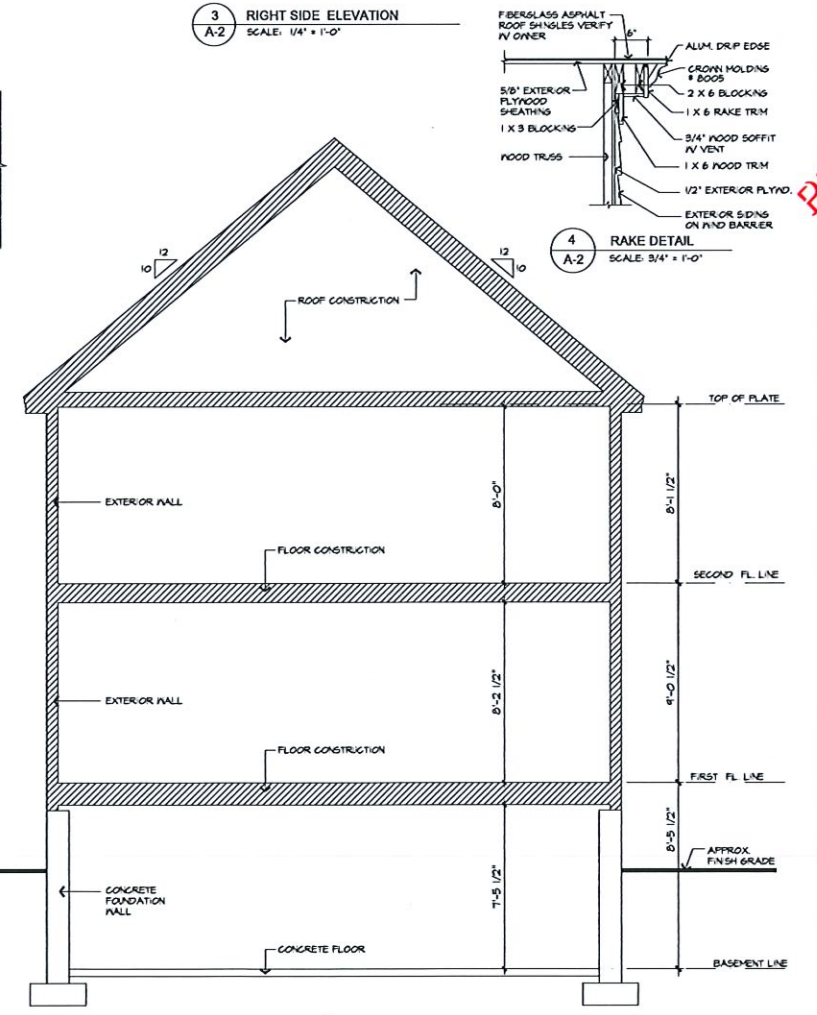 3
A-2
RIGHT SIDE ELEVATION
SCALE: 1/4" = 1'-0"
FIBERGLASS ASPHALT
ROOF SHINGLES VERIFY
W/ OWNER
6"
ALUM. DRIP EDGE
CROWN MOLDING
# 8005
2 X 6 BLOCKING
1 X 6 RAKE TRIM
3/4" WOOD SOFFIT
W/ VENT
1 X 6 WOOD TRIM
1/2" EXTERIOR PLYWD.
EXTERIOR SIDING
ON WIND BARRIER
5/8" EXTERIOR
PLYWOOD
SHEATHING
1 X 3 BLOCKING
WOOD TRUSS
4
A-2
RAKE DETAIL
SCALE: 3/4" = 1'-0"
12
10
12
10
ROOF CONSTRUCTION
TOP OF PLATE
EXTERIOR WALL
8'-0"
8'-1 1/2"
FLOOR CONSTRUCTION
SECOND FL. LINE
EXTERIOR WALL
8'-2 1/2"
9'-0 1/2"
FLOOR CONSTRUCTION
FIRST FL. LINE
8'-5 1/2"
APPROX.
FINISH GRADE
CONCRETE
FOUNDATION
WALL
7'-5 1/2"
CONCRETE FLOOR
BASEMENT LINE